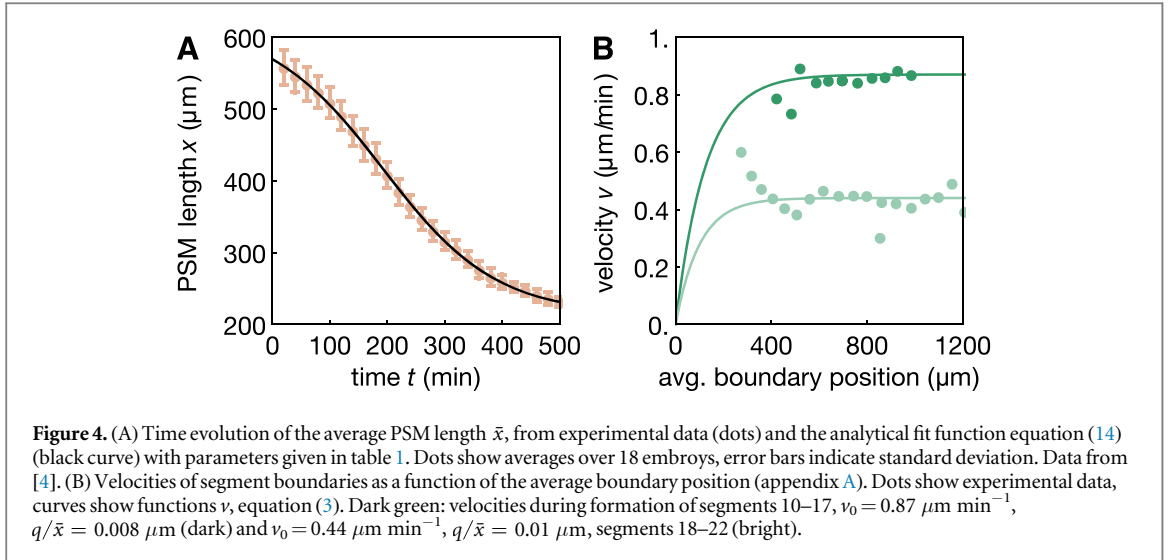 A
B
600
500
400
300
200
PSM length x (μm)
0 100 200 300 400 500
time t (min)
1.
0.8
0.6
0.4
0.2
0.
velocity v (μm/min)
0 400 800 1200
avg. boundary position (μm)
Figure 4. (A) Time evolution of the average PSM length x̄, from experimental data (dots) and the analytical fit function equation (14)
(black curve) with parameters given in table 1. Dots show averages over 18 embroys, error bars indicate standard deviation. Data from
[4]. (B) Velocities of segment boundaries as a function of the average boundary position (appendix A). Dots show experimental data,
curves show functions v, equation (3). Dark green: velocities during formation of segments 10–17, v₀ = 0.87 μm min⁻¹,
q/x̄ = 0.008 μm (dark) and v₀ = 0.44 μm min⁻¹, q/x̄ = 0.01 μm, segments 18–22 (bright).